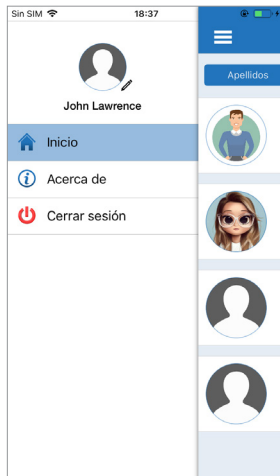 Sin SIM 18:37
John Lawrence
Inicio
Acerca de
Cerrar sesión
Apellidos